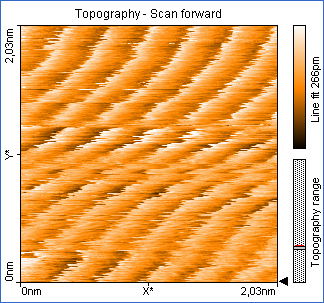 Topography - Scan forward
2,03nm
Y*
0nm
0nm
X*
2,03nm
Line fit 266pm
Topography range